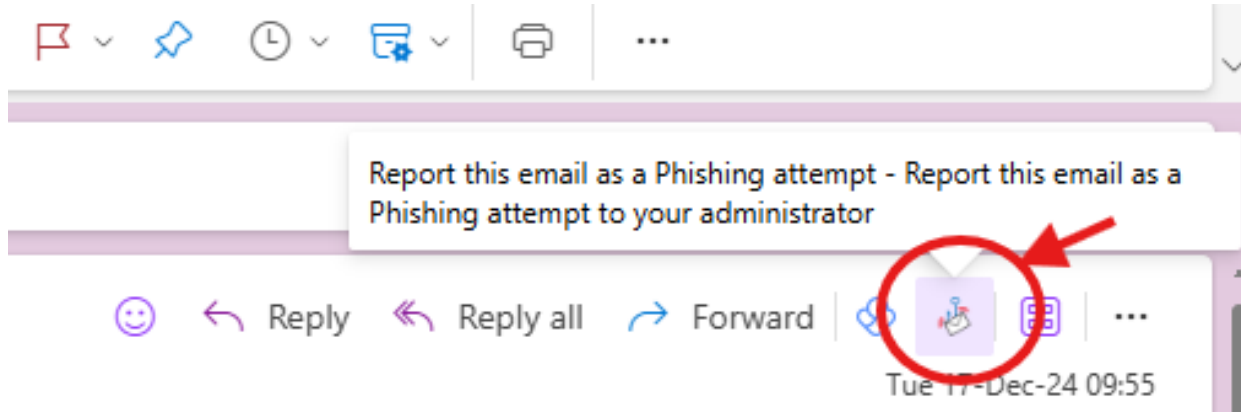 Report this email as a Phishing attempt - Report this email as a
Phishing attempt to your administrator
Reply
Reply all
Forward
Tue 17-Dec-24 09:55